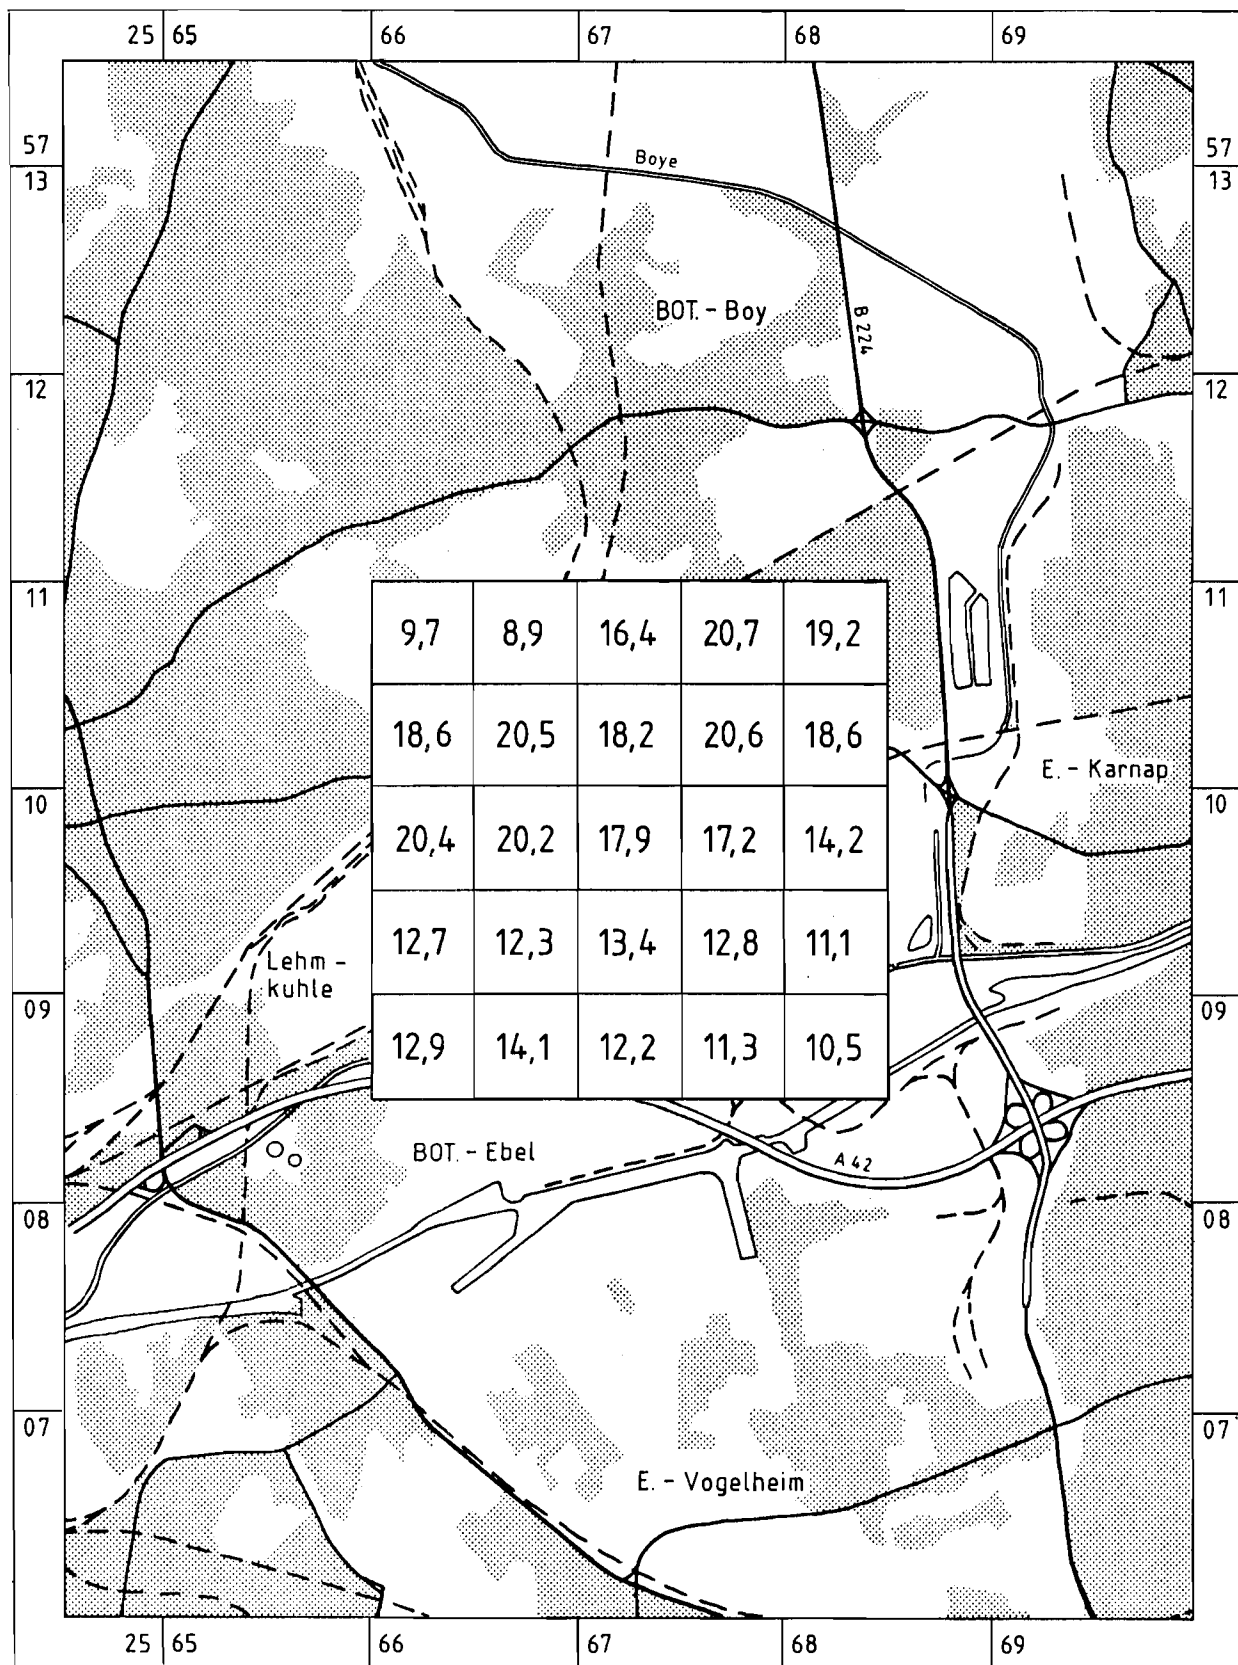 25 65 66 67 68 69
57 57
13 13
Boye
BOT. - Boy
B 224
12 12
11 11
9,7 8,9 16,4 20,7 19,2
18,6 20,5 18,2 20,6 18,6
E. - Karnap
10 10
20,4 20,2 17,9 17,2 14,2
12,7 12,3 13,4 12,8 11,1
Lehm -
kuhle
09 09
12,9 14,1 12,2 11,3 10,5
BOT. - Ebel
A 42
08 08
07 07
E. - Vogelheim
25 65 66 67 68 69